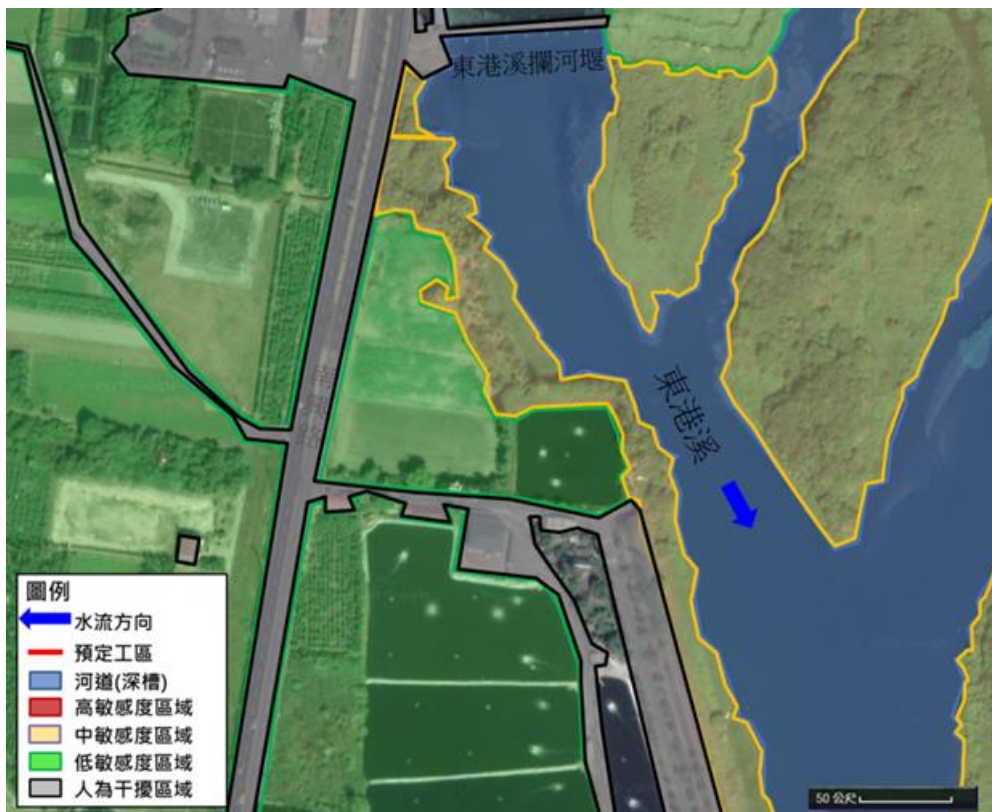 東港溪攔河堰
東港溪
圖例
水流方向
預定工區
河道(深槽)
高敏感度區域
中敏感度區域
低敏感度區域
人為干擾區域
50 公尺